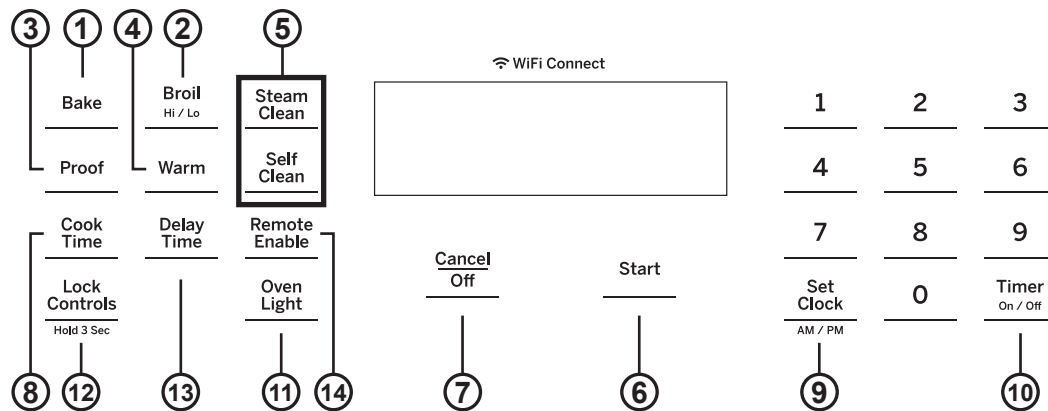 3 1 4 2 5
WiFi Connect
Bake
Broil
Hi / Lo
Steam
Clean
1 2 3
Proof
Warm
Self
Clean
4 5 6
Cook
Time
Delay
Time
Remote
Enable
7 8 9
Cancel
Off
Start
Lock
Controls
Hold 3 Sec
Oven
Light
Set
Clock
AM / PM
0
Timer
On / Off
8 12 13 11 14 7 6 9 10